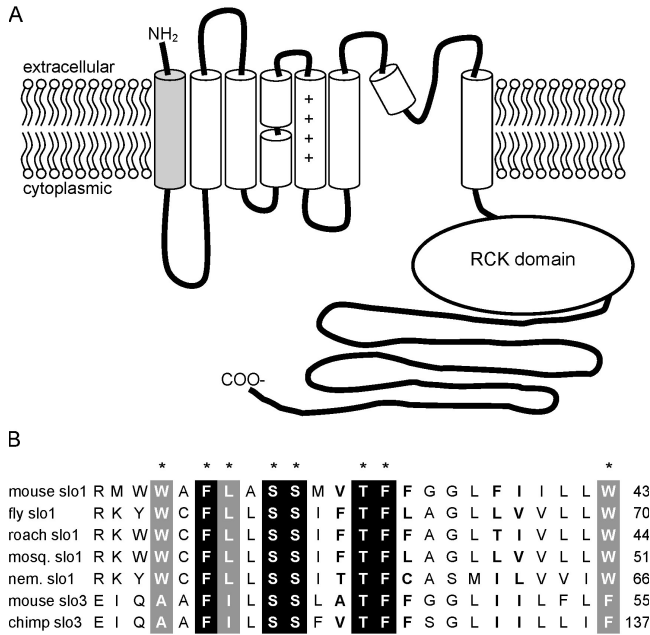 A
NH₂
extracellular
cytoplasmic
+
+
+
+
RCK domain
COO-
B
* * * * * * * *
mouse slo1 R M W W A F L A S S M V T F F G G L F I I L L W 43
fly slo1 R K Y W C F L L S S I F T F L A G L L V V L L W 70
roach slo1 R K W W C F L L S S I F T F L A G L T I V L L W 44
mosq. slo1 R K W W C F L L S S I F T F L A G L L V V L L W 51
nem. slo1 R K Y W C F L L S S I T T F C A S M I L V V I W 66
mouse slo3 E I Q A A F I L S S L A T F F G G L I I L F L F 55
chimp slo3 E I Q A A F I L S S F V T F F G G L I I L L L F 137